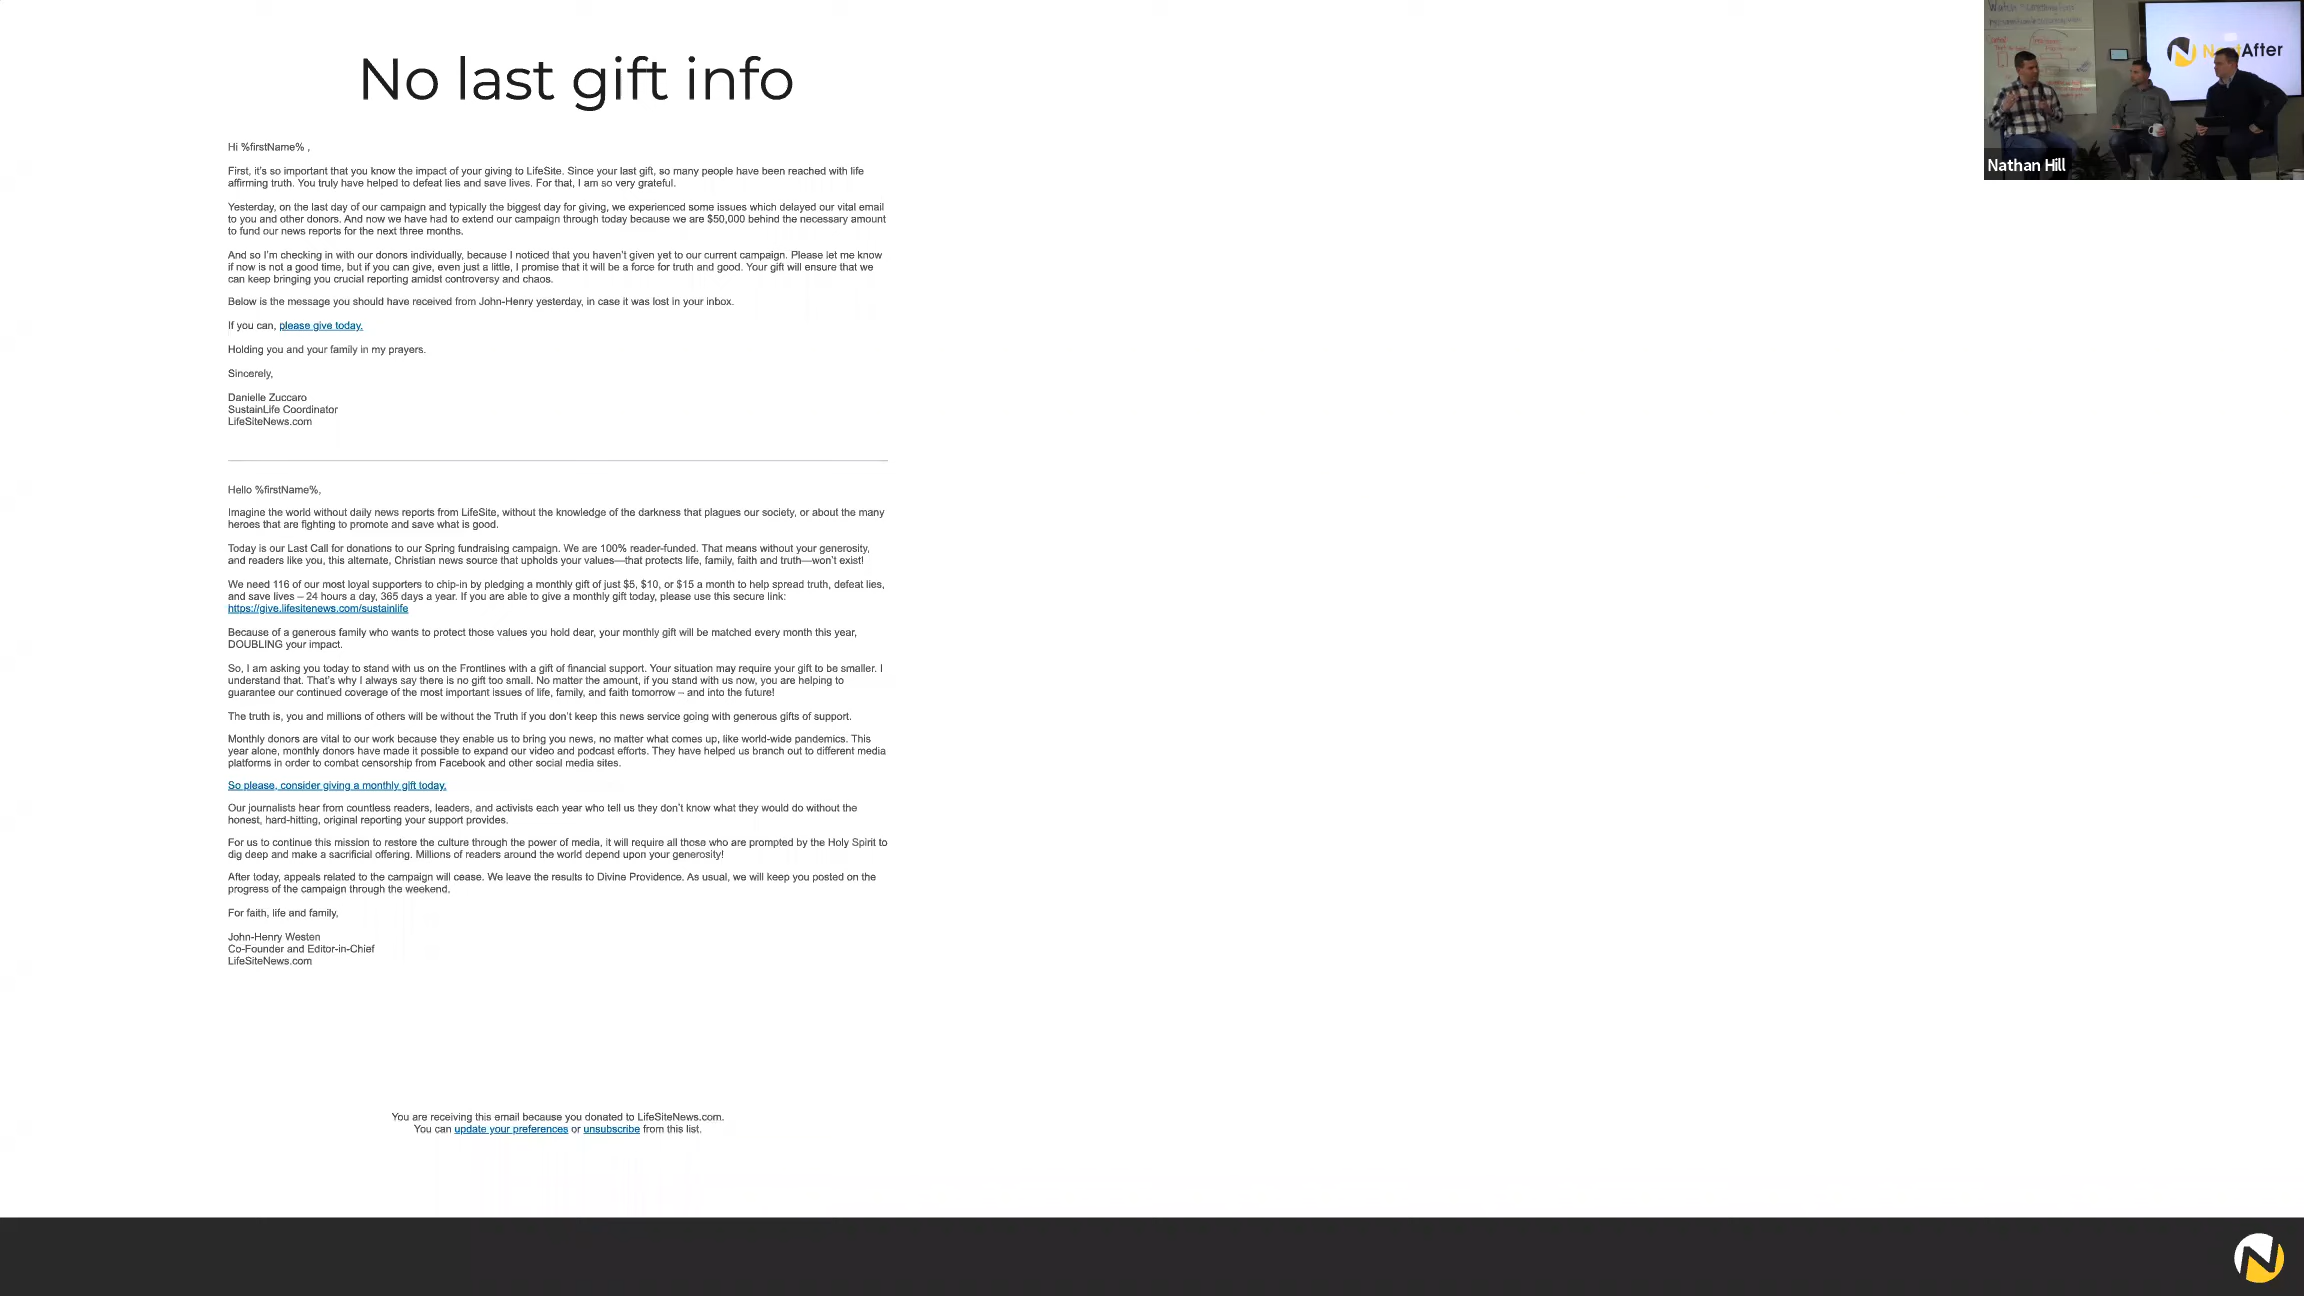 No last gift info
Hi %firstName% ,
First, it's so important that you know the impact of your giving to LifeSite. Since your last gift, so many people have been reached with life
affirming truth. You truly have helped to defeat lies and save lives. For that, I am so very grateful.
Yesterday, on the last day of our campaign and typically the biggest day for giving, we experienced some issues which delayed our vital email
to you and other donors. And now we have had to extend our campaign through today because we are $50,000 behind the necessary amount
to fund our news reports for the next three months.
And so I'm checking in with our donors individually, because I noticed that you haven't given yet to our current campaign. Please let me know
if now is not a good time, but if you can give, even just a little, I promise that it will be a force for truth and good. Your gift will ensure that we
can keep bringing you crucial reporting amidst controversy and chaos.
Below is the message you should have received from John-Henry yesterday, in case it was lost in your inbox.
If you can, please give today.
Holding you and your family in my prayers.
Sincerely,
Danielle Zuccaro
SustainLife Coordinator
LifeSiteNews.com
Hello %firstName%,
Imagine the world without daily news reports from LifeSite, without the knowledge of the darkness that plagues our society, or about the many
heroes that are fighting to promote and save what is good.
Today is our Last Call for donations to our Spring fundraising campaign. We are 100% reader-funded. That means without your generosity,
and readers like you, this alternate, Christian news source that upholds your values—that protects life, family, faith and truth—won't exist!
We need 116 of our most loyal supporters to chip-in by pledging a monthly gift of just $5, $10, or $15 a month to help spread truth, defeat lies,
and save lives – 24 hours a day, 365 days a year. If you are able to give a monthly gift today, please use this secure link:
https://give.lifesitenews.com/sustainlife
Because of a generous family who wants to protect those values you hold dear, your monthly gift will be matched every month this year,
DOUBLING your impact.
So, I am asking you today to stand with us on the Frontlines with a gift of financial support. Your situation may require your gift to be smaller. I
understand that. That's why I always say there is no gift too small. No matter the amount, if you stand with us now, you are helping to
guarantee our continued coverage of the most important issues of life, family, and faith tomorrow – and into the future!
The truth is, you and millions of others will be without the Truth if you don't keep this news service going with generous gifts of support.
Monthly donors are vital to our work because they enable us to bring you news, no matter what comes up, like world-wide pandemics. This
year alone, monthly donors have made it possible to expand our video and podcast efforts. They have helped us branch out to different media
platforms in order to combat censorship from Facebook and other social media sites.
So please, consider giving a monthly gift today.
Our journalists hear from countless readers, leaders, and activists each year who tell us they don't know what they would do without the
honest, hard-hitting, original reporting your support provides.
For us to continue this mission to restore the culture through the power of media, it will require all those who are prompted by the Holy Spirit to
dig deep and make a sacrificial offering. Millions of readers around the world depend upon your generosity!
After today, appeals related to the campaign will cease. We leave the results to Divine Providence. As usual, we will keep you posted on the
progress of the campaign through the weekend.
For faith, life and family,
John-Henry Westen
Co-Founder and Editor-in-Chief
LifeSiteNews.com
You are receiving this email because you donated to LifeSiteNews.com.
You can update your preferences or unsubscribe from this list.
After
Nathan Hill